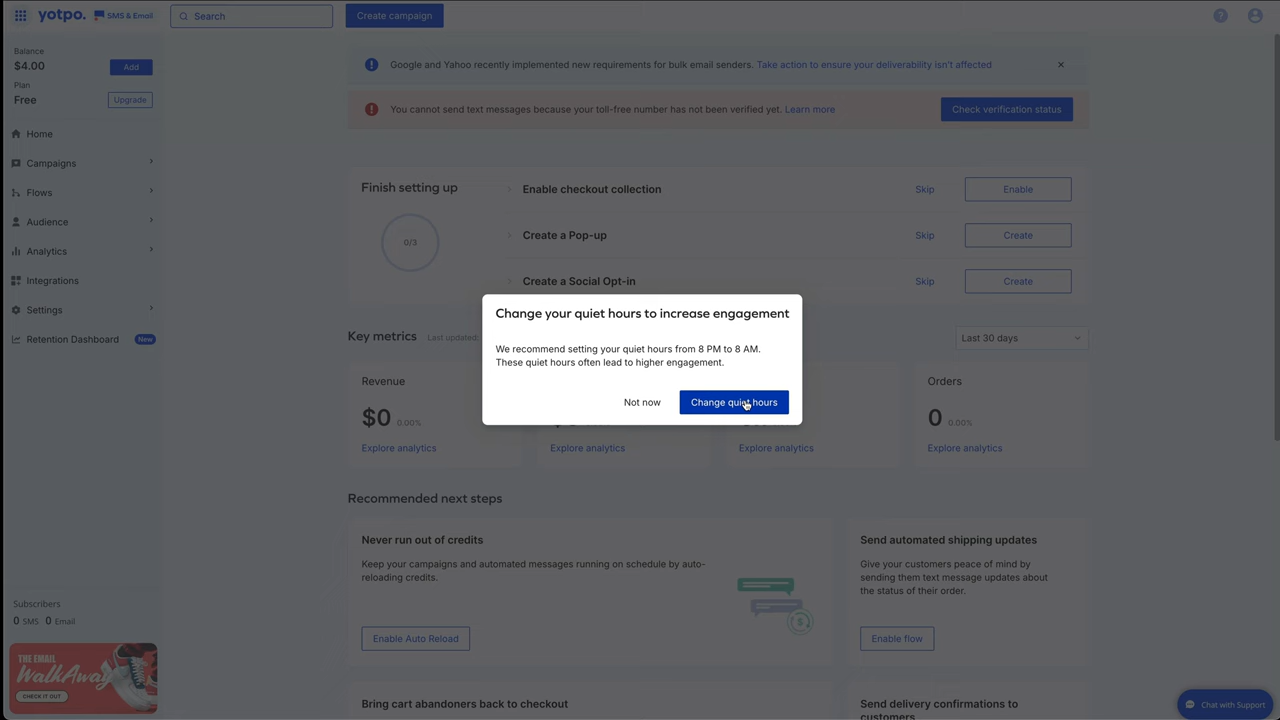 yotpo.
SMS & Email
Search
Create campaign
?
Balance
$4.00
Add
Plan
Free
Upgrade
Home
Campaigns
Flows
Audience
Analytics
Integrations
Settings
Retention Dashboard
New
Subscribers
0 SMS 0 Email
THE EMAIL
WalkAway
CHECK IT OUT
Google and Yahoo recently implemented new requirements for bulk email senders. Take action to ensure your deliverability isn't affected
You cannot send text messages because your toll-free number has not been verified yet. Learn more
Check verification status
Finish setting up
0/3
Enable checkout collection
Skip
Enable
Create a Pop-up
Skip
Create
Create a Social Opt-in
Skip
Create
Change your quiet hours to increase engagement
We recommend setting your quiet hours from 8 PM to 8 AM.
These quiet hours often lead to higher engagement.
Not now
Change quiet hours
Key metrics
Last updated:
Last 30 days
Revenue
$0 0.00%
Explore analytics
Explore analytics
Explore analytics
Orders
0 0.00%
Explore analytics
Recommended next steps
Never run out of credits
Keep your campaigns and automated messages running on schedule by auto-
reloading credits.
Enable Auto Reload
Send automated shipping updates
Give your customers peace of mind by
sending them text message updates about
the status of their order.
Enable flow
Bring cart abandoners back to checkout
Send delivery confirmations to
customers
Chat with Support